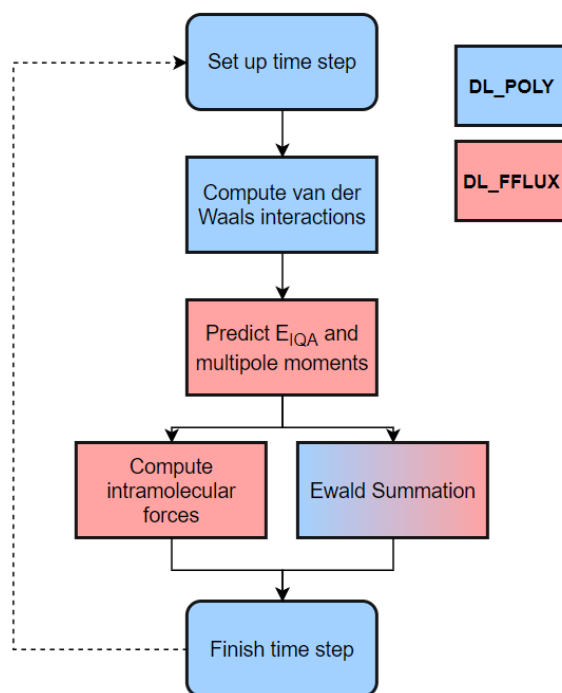 Set up time step
DL_POLY
Compute van der
Waals interactions
DL_FFLUX
Predict E_IQA and
multipole moments
Compute
intramolecular
forces
Ewald Summation
Finish time step